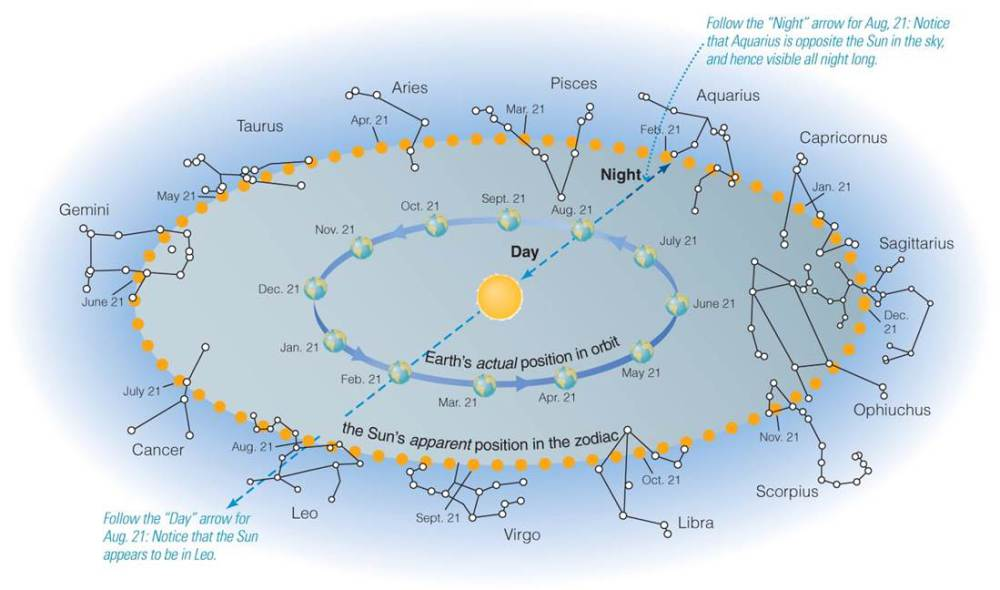 Follow the "Night" arrow for Aug, 21: Notice
that Aquarius is opposite the Sun in the sky,
and hence visible all night long.
Aries
Pisces
Aquarius
Taurus
Apr. 21
Mar. 21
Feb. 21
Capricornus
May 21
Night
Jan. 21
Gemini
Oct. 21
Sept. 21
Aug. 21
Nov. 21
Day
July 21
Sagittarius
Dec. 21
June 21
June 21
Dec.
21
Jan. 21
Earth's actual position in orbit
Feb. 21
May 21
July 21
Mar. 21
Apr. 21
Ophiuchus
Cancer
Aug. 21
the Sun's apparent position in the zodiac
Nov. 21
Oct. 21
Scorpius
Leo
Sept. 21
Virgo
Libra
Follow the "Day" arrow for
Aug. 21: Notice that the Sun
appears to be in Leo.